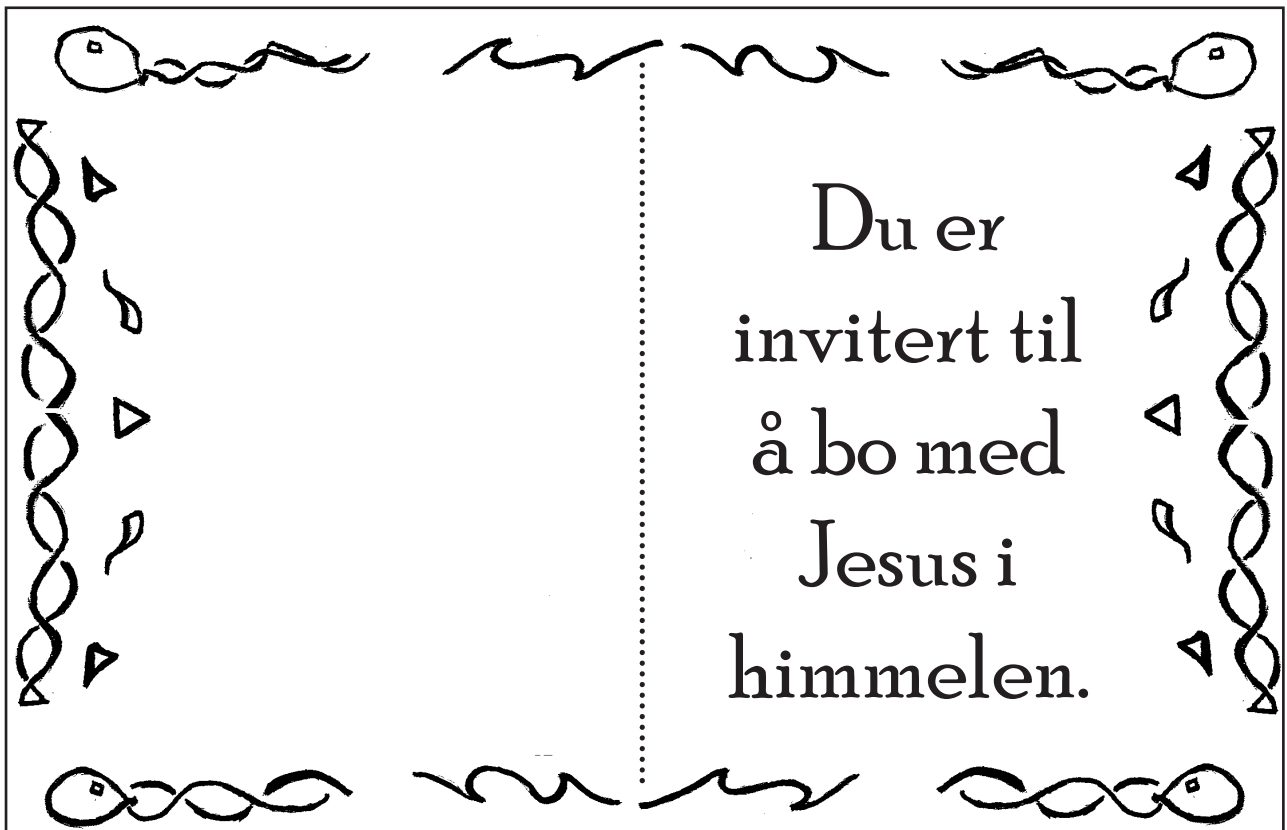 Du er
invitert til
å bo med
Jesus i
himmelen.